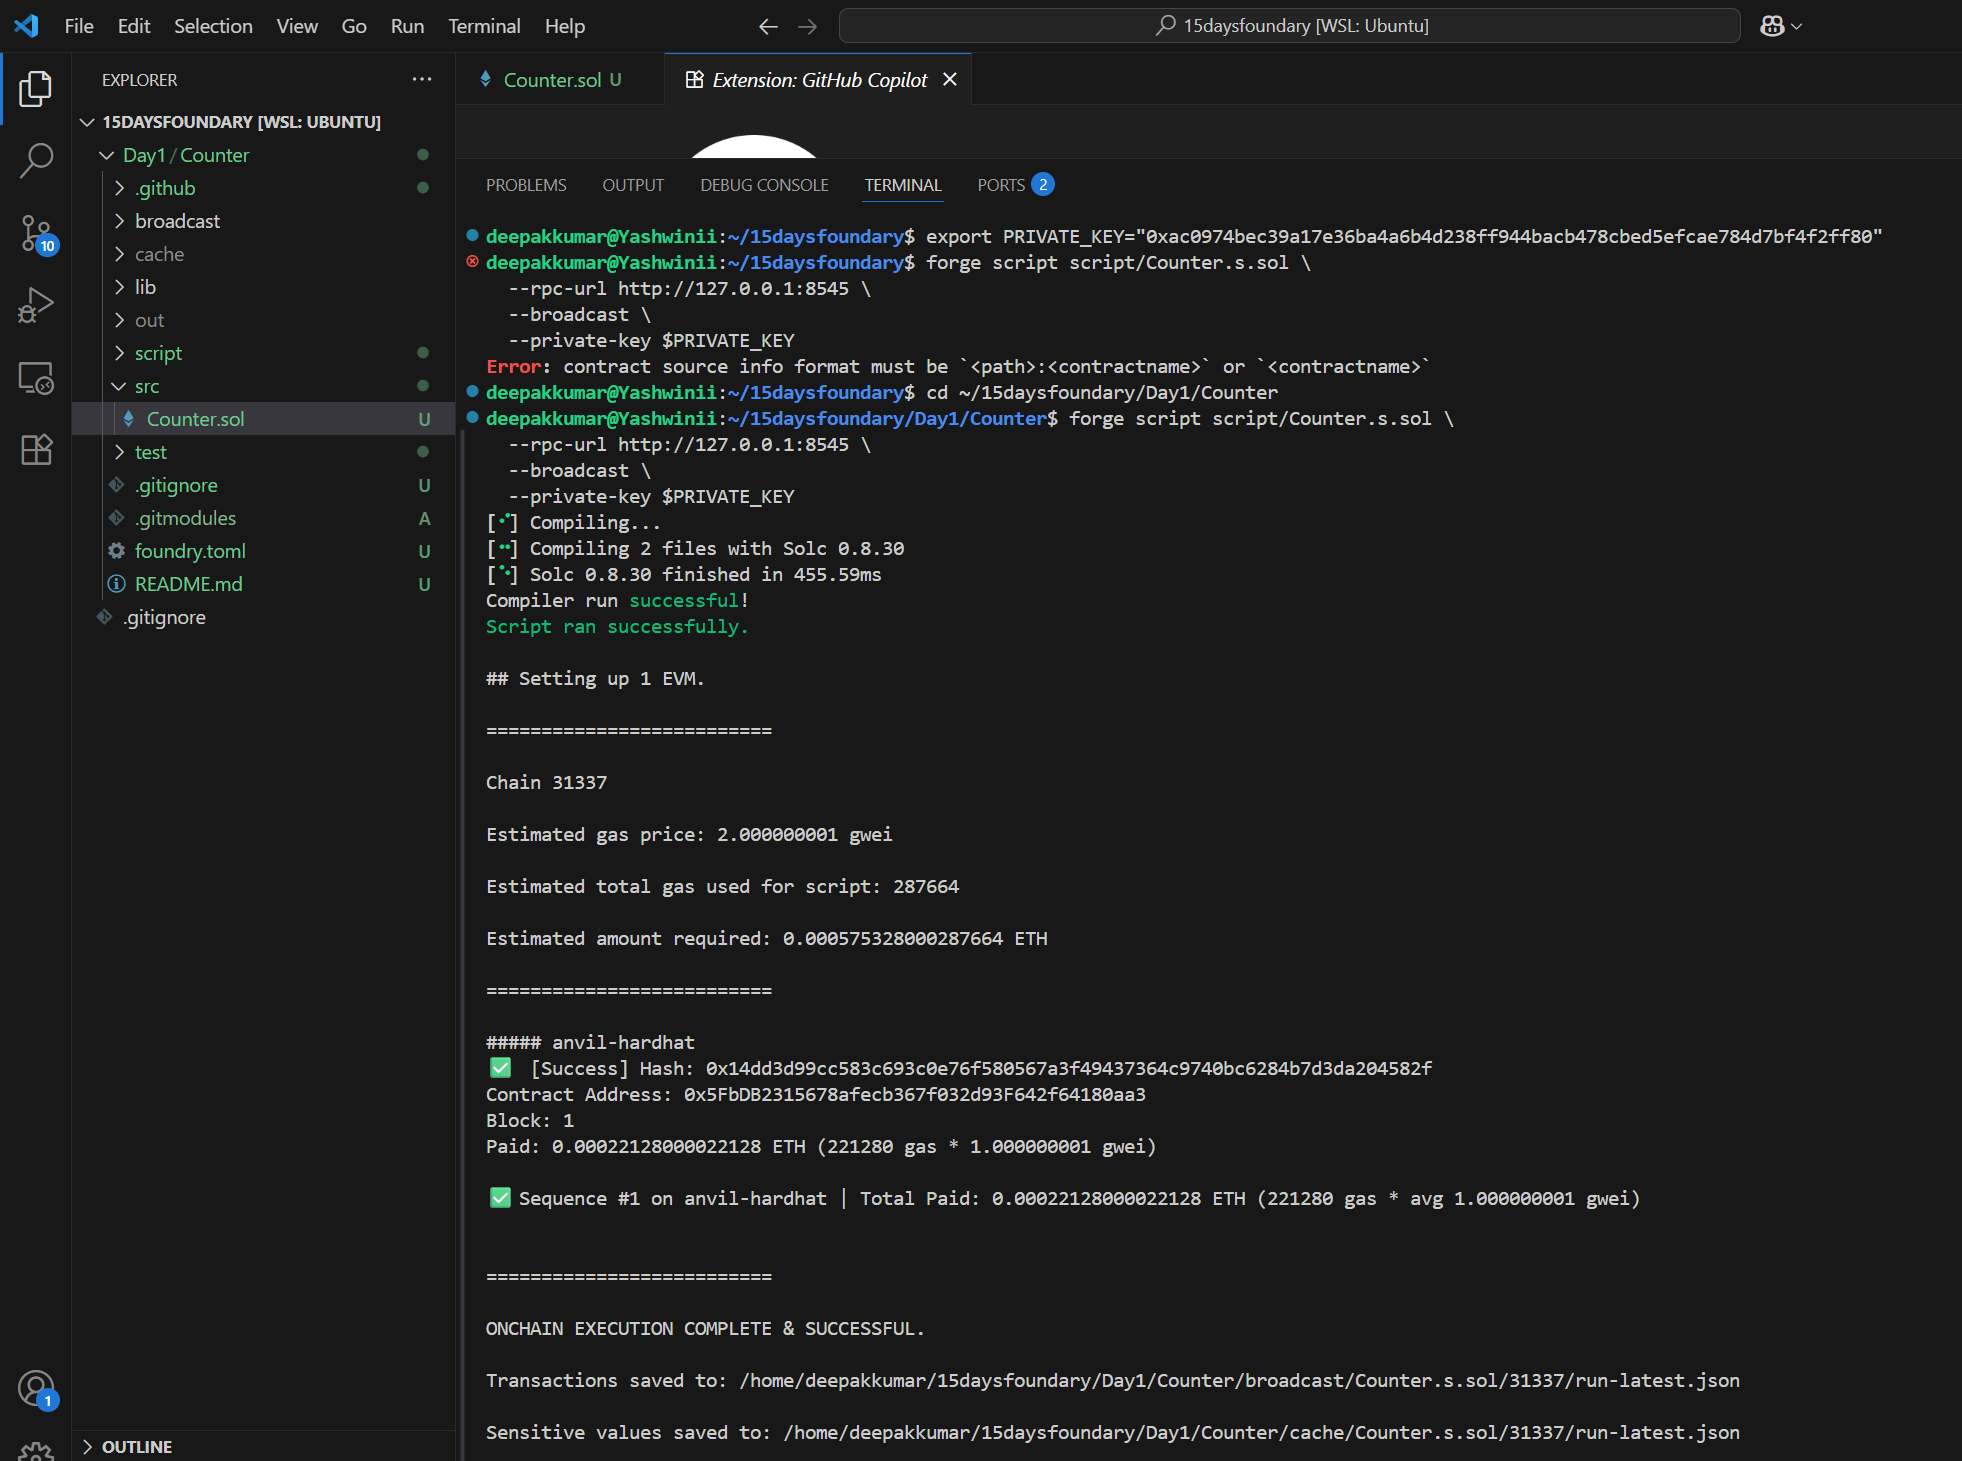 File Edit Selection View Go Run Terminal Help
15daysfoundary [WSL: Ubuntu]
EXPLORER
15DAYSFOUNDARY [WSL: UBUNTU]
Day1 / Counter
.github
broadcast
cache
lib
out
script
src
Counter.sol U
test
.gitignore U
.gitmodules A
foundry.toml U
README.md U
.gitignore
OUTLINE
10
1
Counter.sol U
Extension: GitHub Copilot
PROBLEMS OUTPUT DEBUG CONSOLE TERMINAL PORTS 2
deepakkumar@Yashwinii:~/15daysfoundary$ export PRIVATE_KEY="0xac0974bec39a17e36ba4a6b4d238ff944bacb478cbed5efcae784d7bf4f2ff80"
deepakkumar@Yashwinii:~/15daysfoundary$ forge script script/Counter.s.sol \
--rpc-url http://127.0.0.1:8545 \
--broadcast \
--private-key $PRIVATE_KEY
Error: contract source info format must be `<path>:<contractname>` or `<contractname>`
deepakkumar@Yashwinii:~/15daysfoundary$ cd ~/15daysfoundary/Day1/Counter
deepakkumar@Yashwinii:~/15daysfoundary/Day1/Counter$ forge script script/Counter.s.sol \
--rpc-url http://127.0.0.1:8545 \
--broadcast \
--private-key $PRIVATE_KEY
[⠊] Compiling...
[⠒] Compiling 2 files with Solc 0.8.30
[⠑] Solc 0.8.30 finished in 455.59ms
Compiler run successful!
Script ran successfully.
## Setting up 1 EVM.
==========================
Chain 31337
Estimated gas price: 2.000000001 gwei
Estimated total gas used for script: 287664
Estimated amount required: 0.000575328000287664 ETH
==========================
##### anvil-hardhat
✅ [Success] Hash: 0x14dd3d99cc583c693c0e76f580567a3f49437364c9740bc6284b7d3da204582f
Contract Address: 0x5FbDB2315678afecb367f032d93F642f64180aa3
Block: 1
Paid: 0.00022128000022128 ETH (221280 gas * 1.000000001 gwei)
✅ Sequence #1 on anvil-hardhat | Total Paid: 0.00022128000022128 ETH (221280 gas * avg 1.000000001 gwei)
==========================
ONCHAIN EXECUTION COMPLETE & SUCCESSFUL.
Transactions saved to: /home/deepakkumar/15daysfoundary/Day1/Counter/broadcast/Counter.s.sol/31337/run-latest.json
Sensitive values saved to: /home/deepakkumar/15daysfoundary/Day1/Counter/cache/Counter.s.sol/31337/run-latest.json